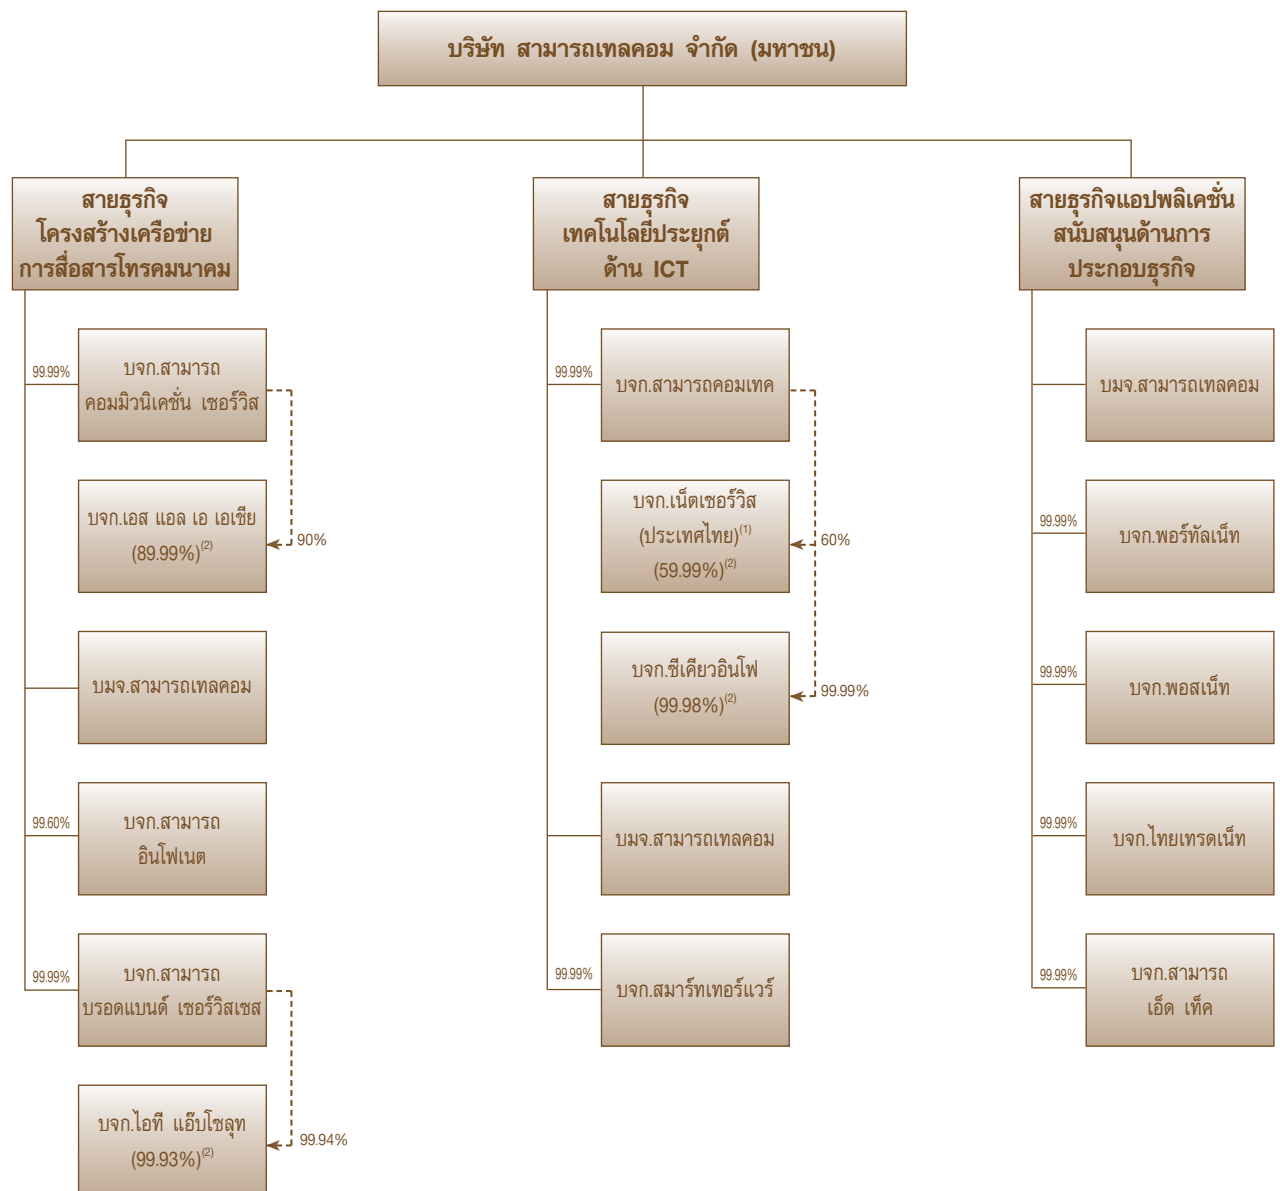 บริษัท สามารถเทลคอม จำกัด (มหาชน)
สายธุรกิจ
โครงสร้างเครือข่าย
การสื่อสารโทรคมนาคม
99.99%
บจก.สามารถ
คอมมิวนิเคชั่น เซอร์วิส
บจก.เอส แอล เอ เอเชีย
(89.99%)(2)
90%
บมจ.สามารถเทลคอม
99.60%
บจก.สามารถ
อินโฟเนต
99.99%
บจก.สามารถ
บรอดแบนด์ เซอร์วิสเซส
บจก.ไอที แอ๊บโซลุท
(99.93%)(2)
99.94%
สายธุรกิจ
เทคโนโลยีประยุกต์
ด้าน ICT
99.99%
บจก.สามารถคอมเทค
บจก.เน็ตเซอร์วิส
(ประเทศไทย)(1)
(59.99%)(2)
60%
บจก.ซีเคียวอินโฟ
(99.98%)(2)
99.99%
บมจ.สามารถเทลคอม
99.99%
บจก.สมาร์ทเทอร์แวร์
สายธุรกิจแอปพลิเคชั่น
สนับสนุนด้านการ
ประกอบธุรกิจ
บมจ.สามารถเทลคอม
99.99%
บจก.พอร์ทัลเน็ท
99.99%
บจก.พอสเน็ท
99.99%
บจก.ไทยเทรดเน็ท
99.99%
บจก.สามารถ
เอ็ด เท็ค